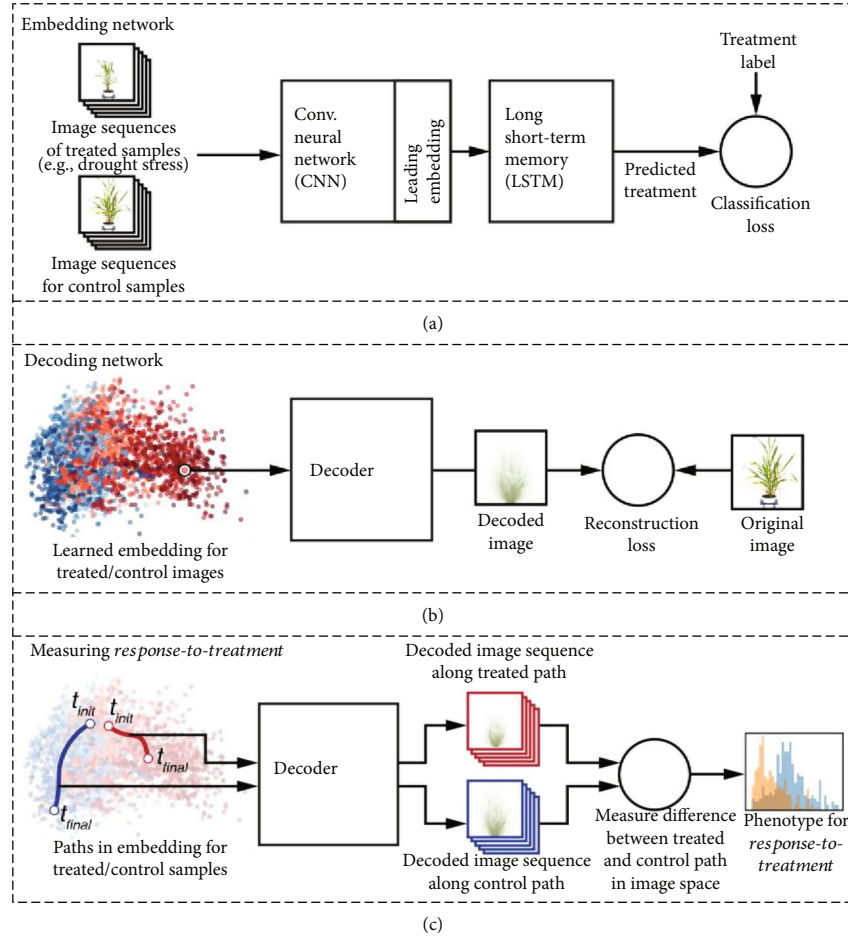 Embedding network
Image sequences
of treated samples
(e.g., drought stress)
Image sequences
for control samples
Conv.
neural
network
(CNN)
Leading
embedding
Long
short-term
memory
(LSTM)
Predicted
treatment
Treatment
label
Classification
loss
(a)
Decoding network
Learned embedding for
treated/control images
Decoder
Decoded
image
Reconstruction
loss
Original
image
(b)
Measuring response-to-treatment
t_init
t_init
t_final
t_final
Paths in embedding for
treated/control samples
Decoder
Decoded image sequence
along treated path
Decoded image sequence
along control path
Measure difference
between treated
and control path
in image space
Phenotype for
response-to-
treatment
(c)